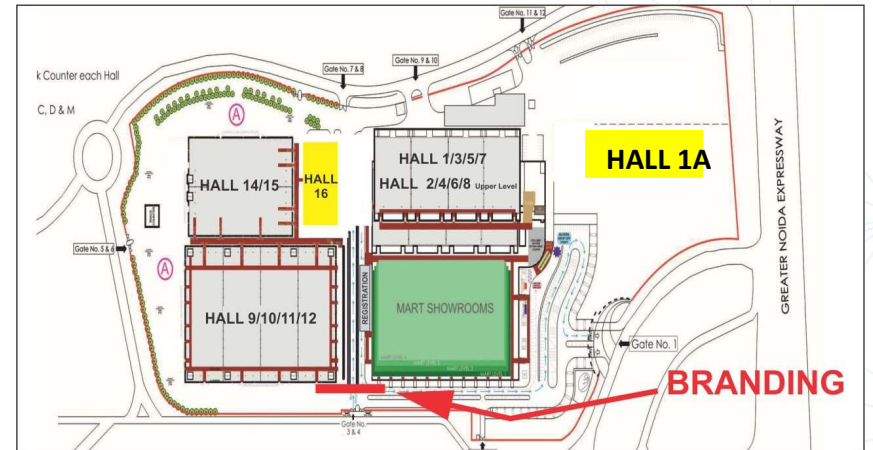 Gate No. 11 & 12
Gate No. 9 & 10
Gate No. 7 & 8
k Counter each Hall
C, D & M
A
HALL 1/3/5/7
HALL 2/4/6/8 Upper Level
HALL 1A
HALL 14/15
HALL
16
GREATER NOIDA EXPRESSWAY
Gate No. 5 & 6
A
REGISTRATION
MART SHOWROOMS
HALL 9/10/11/12
Gate No. 1
BRANDING
Gate No.
3 & 4